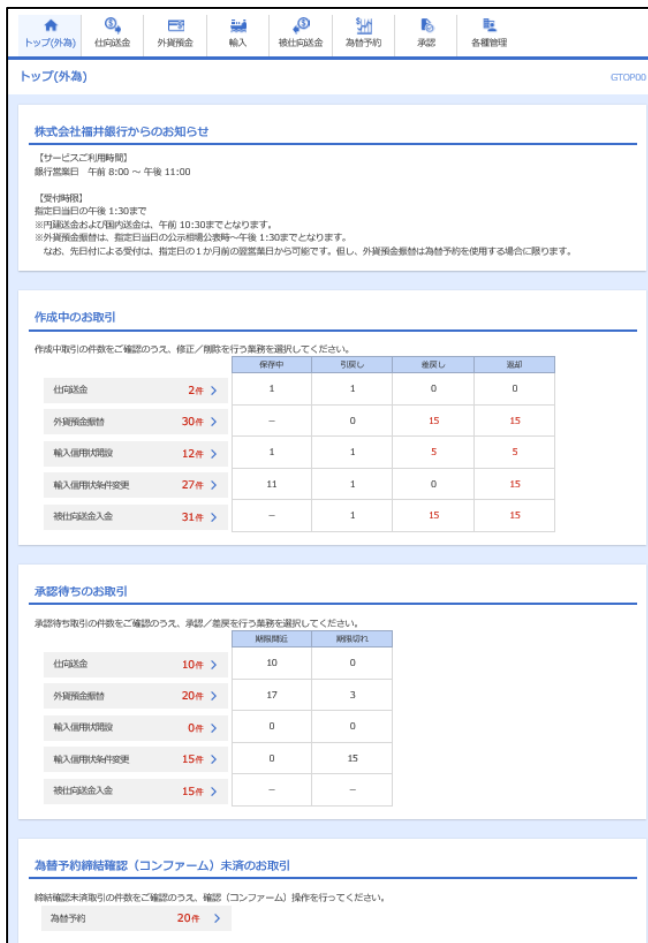 トップ(外為) 仕向送金 外貨預金 輸入 被仕向送金 為替予約 承認 各種管理
トップ(外為) GTOP00
株式会社福井銀行からのお知らせ
【サービスご利用時間】
銀行営業日 午前 8:00 ～ 午後 11:00
【受付時限】
指定日当日の午後 1:30まで
※円建送金および国内送金は、午前 10:30までとなります。
※外貨預金振替は、指定日当日の公示相場公表時～午後 1:30までとなります。
なお、先日付による受付は、指定日の1か月前の翌営業日から可能です。但し、外貨預金振替は為替予約を使用する場合に限ります。
作成中のお取引
作成中取引の件数をご確認のうえ、修正／削除を行う業務を選択してください。
保存中 引戻し 差戻し 返却
仕向送金 2件 1 1 0 0
外貨預金振替 30件 － 0 15 15
輸入信用状開設 12件 1 1 5 5
輸入信用状条件変更 27件 11 1 0 15
被仕向送金入金 31件 － 1 15 15
承認待ちのお取引
承認待ち取引の件数をご確認のうえ、承認／差戻を行う業務を選択してください。
期限間近 期限切れ
仕向送金 10件 10 0
外貨預金振替 20件 17 3
輸入信用状開設 0件 0 0
輸入信用状条件変更 15件 0 15
被仕向送金入金 15件 － －
為替予約締結確認（コンファーム）未済のお取引
締結確認未済取引の件数をご確認のうえ、確認（コンファーム）操作を行ってください。
為替予約 20件